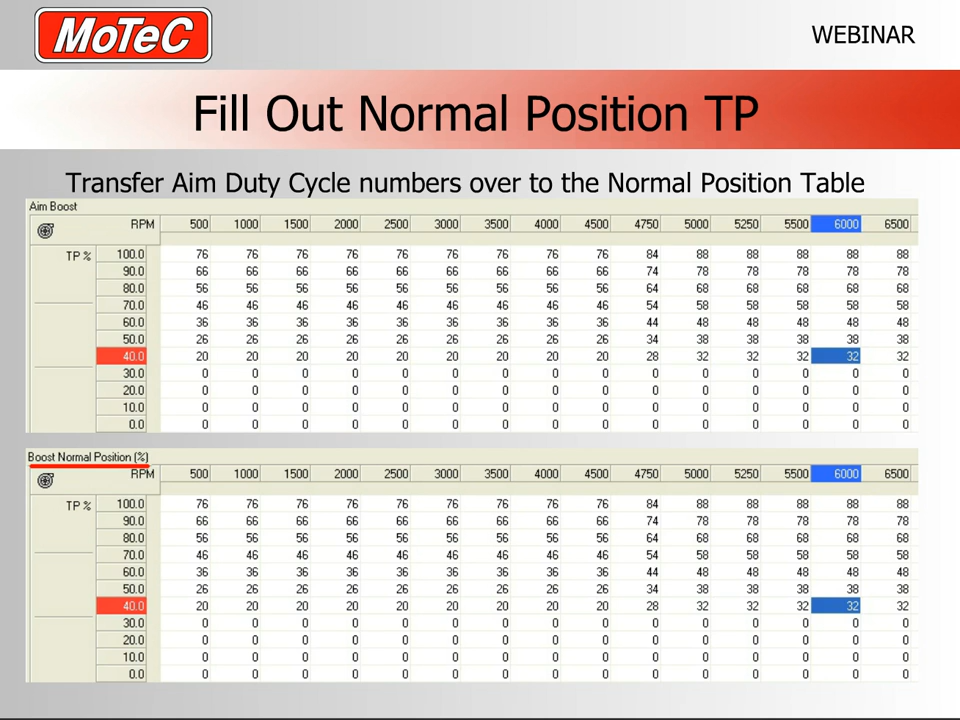 MoTeC
WEBINAR
Fill Out Normal Position TP
Transfer Aim Duty Cycle numbers over to the Normal Position Table
Aim Boost
RPM 500 1000 1500 2000 2500 3000 3500 4000 4500 4750 5000 5250 5500 6000 6500
TP % 100.0 76 76 76 76 76 76 76 76 76 84 88 88 88 88 88
90.0 66 66 66 66 66 66 66 66 66 74 78 78 78 78 78
80.0 56 56 56 56 56 56 56 56 56 64 68 68 68 68 68
70.0 46 46 46 46 46 46 46 46 46 54 58 58 58 58 58
60.0 36 36 36 36 36 36 36 36 36 44 48 48 48 48 48
50.0 26 26 26 26 26 26 26 26 26 34 38 38 38 38 38
40.0 20 20 20 20 20 20 20 20 20 28 32 32 32 32 32
30.0 0 0 0 0 0 0 0 0 0 0 0 0 0 0 0
20.0 0 0 0 0 0 0 0 0 0 0 0 0 0 0 0
10.0 0 0 0 0 0 0 0 0 0 0 0 0 0 0 0
0.0 0 0 0 0 0 0 0 0 0 0 0 0 0 0 0
Boost Normal Position (%)
RPM 500 1000 1500 2000 2500 3000 3500 4000 4500 4750 5000 5250 5500 6000 6500
TP % 100.0 76 76 76 76 76 76 76 76 76 84 88 88 88 88 88
90.0 66 66 66 66 66 66 66 66 66 74 78 78 78 78 78
80.0 56 56 56 56 56 56 56 56 56 64 68 68 68 68 68
70.0 46 46 46 46 46 46 46 46 46 54 58 58 58 58 58
60.0 36 36 36 36 36 36 36 36 36 44 48 48 48 48 48
50.0 26 26 26 26 26 26 26 26 26 34 38 38 38 38 38
40.0 20 20 20 20 20 20 20 20 20 28 32 32 32 32 32
30.0 0 0 0 0 0 0 0 0 0 0 0 0 0 0 0
20.0 0 0 0 0 0 0 0 0 0 0 0 0 0 0 0
10.0 0 0 0 0 0 0 0 0 0 0 0 0 0 0 0
0.0 0 0 0 0 0 0 0 0 0 0 0 0 0 0 0